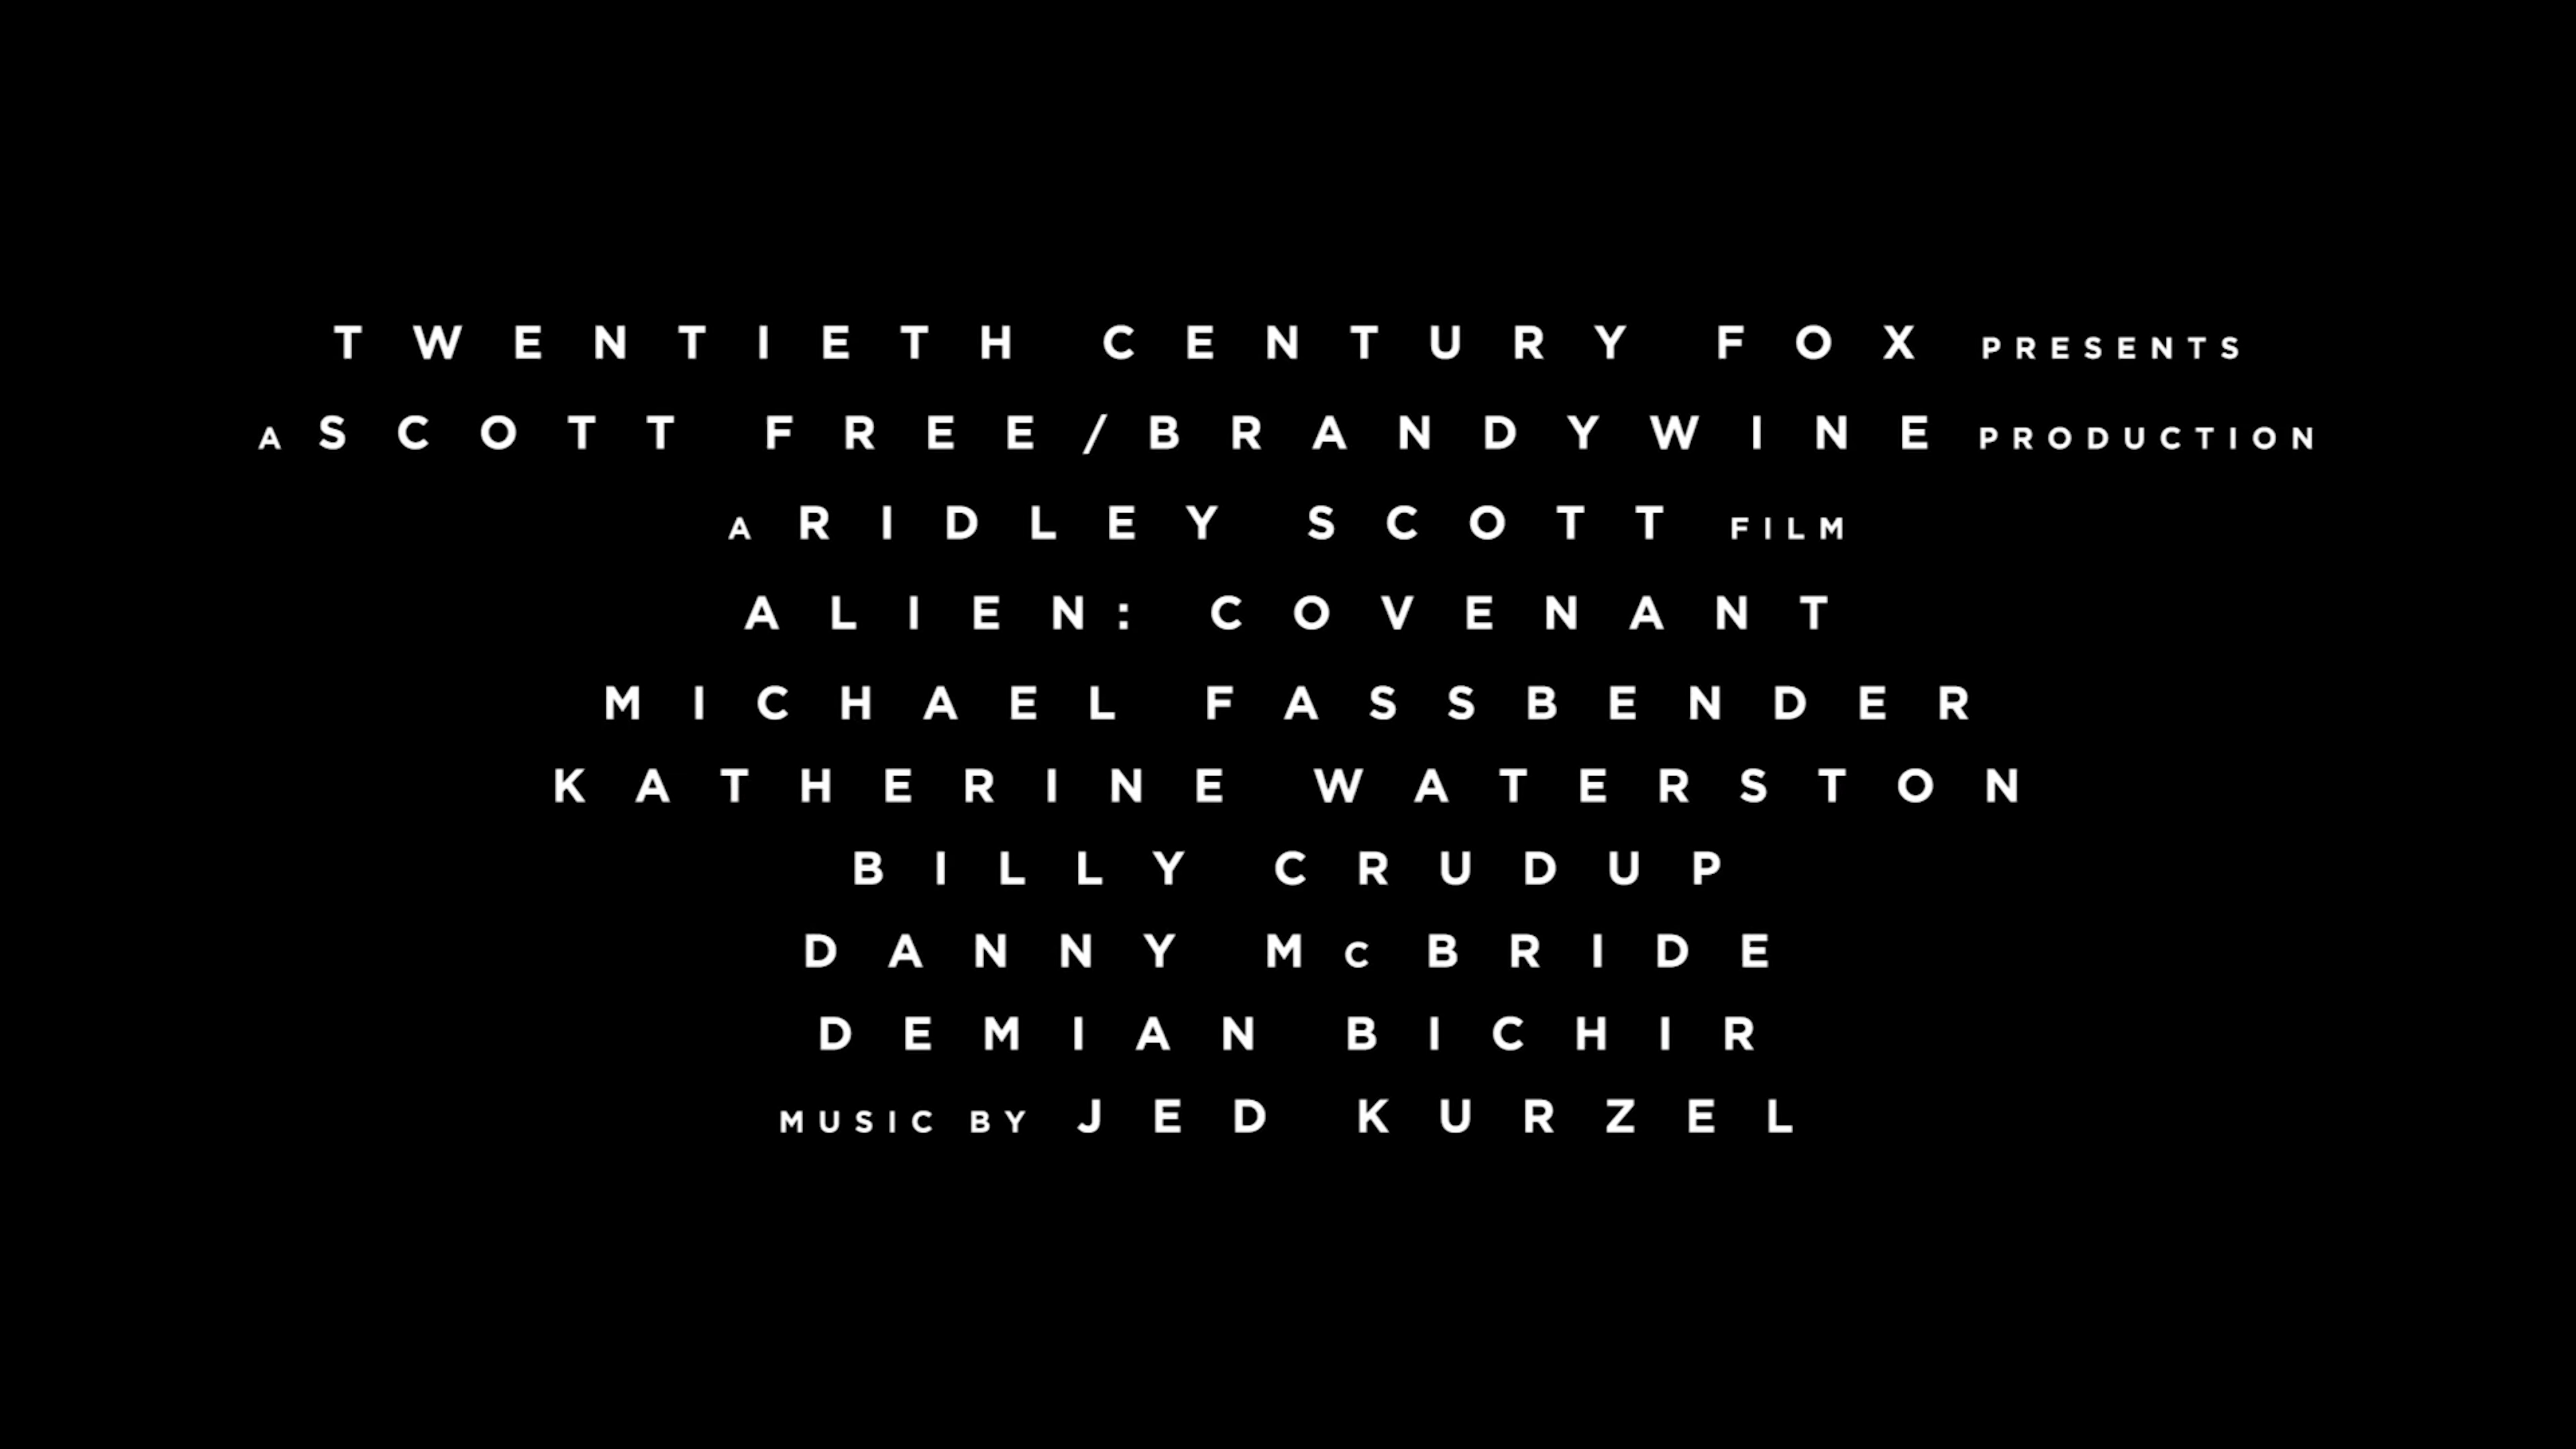 TWENTIETH CENTURY FOX PRESENTS
A SCOTT FREE/BRANDYWINE PRODUCTION
A RIDLEY SCOTT FILM
ALIEN: COVENANT
MICHAEL FASSBENDER
KATHERINE WATERSTON
BILLY CRUDUP
DANNY McBRIDE
DEMIAN BICHIR
MUSIC BY JED KURZEL